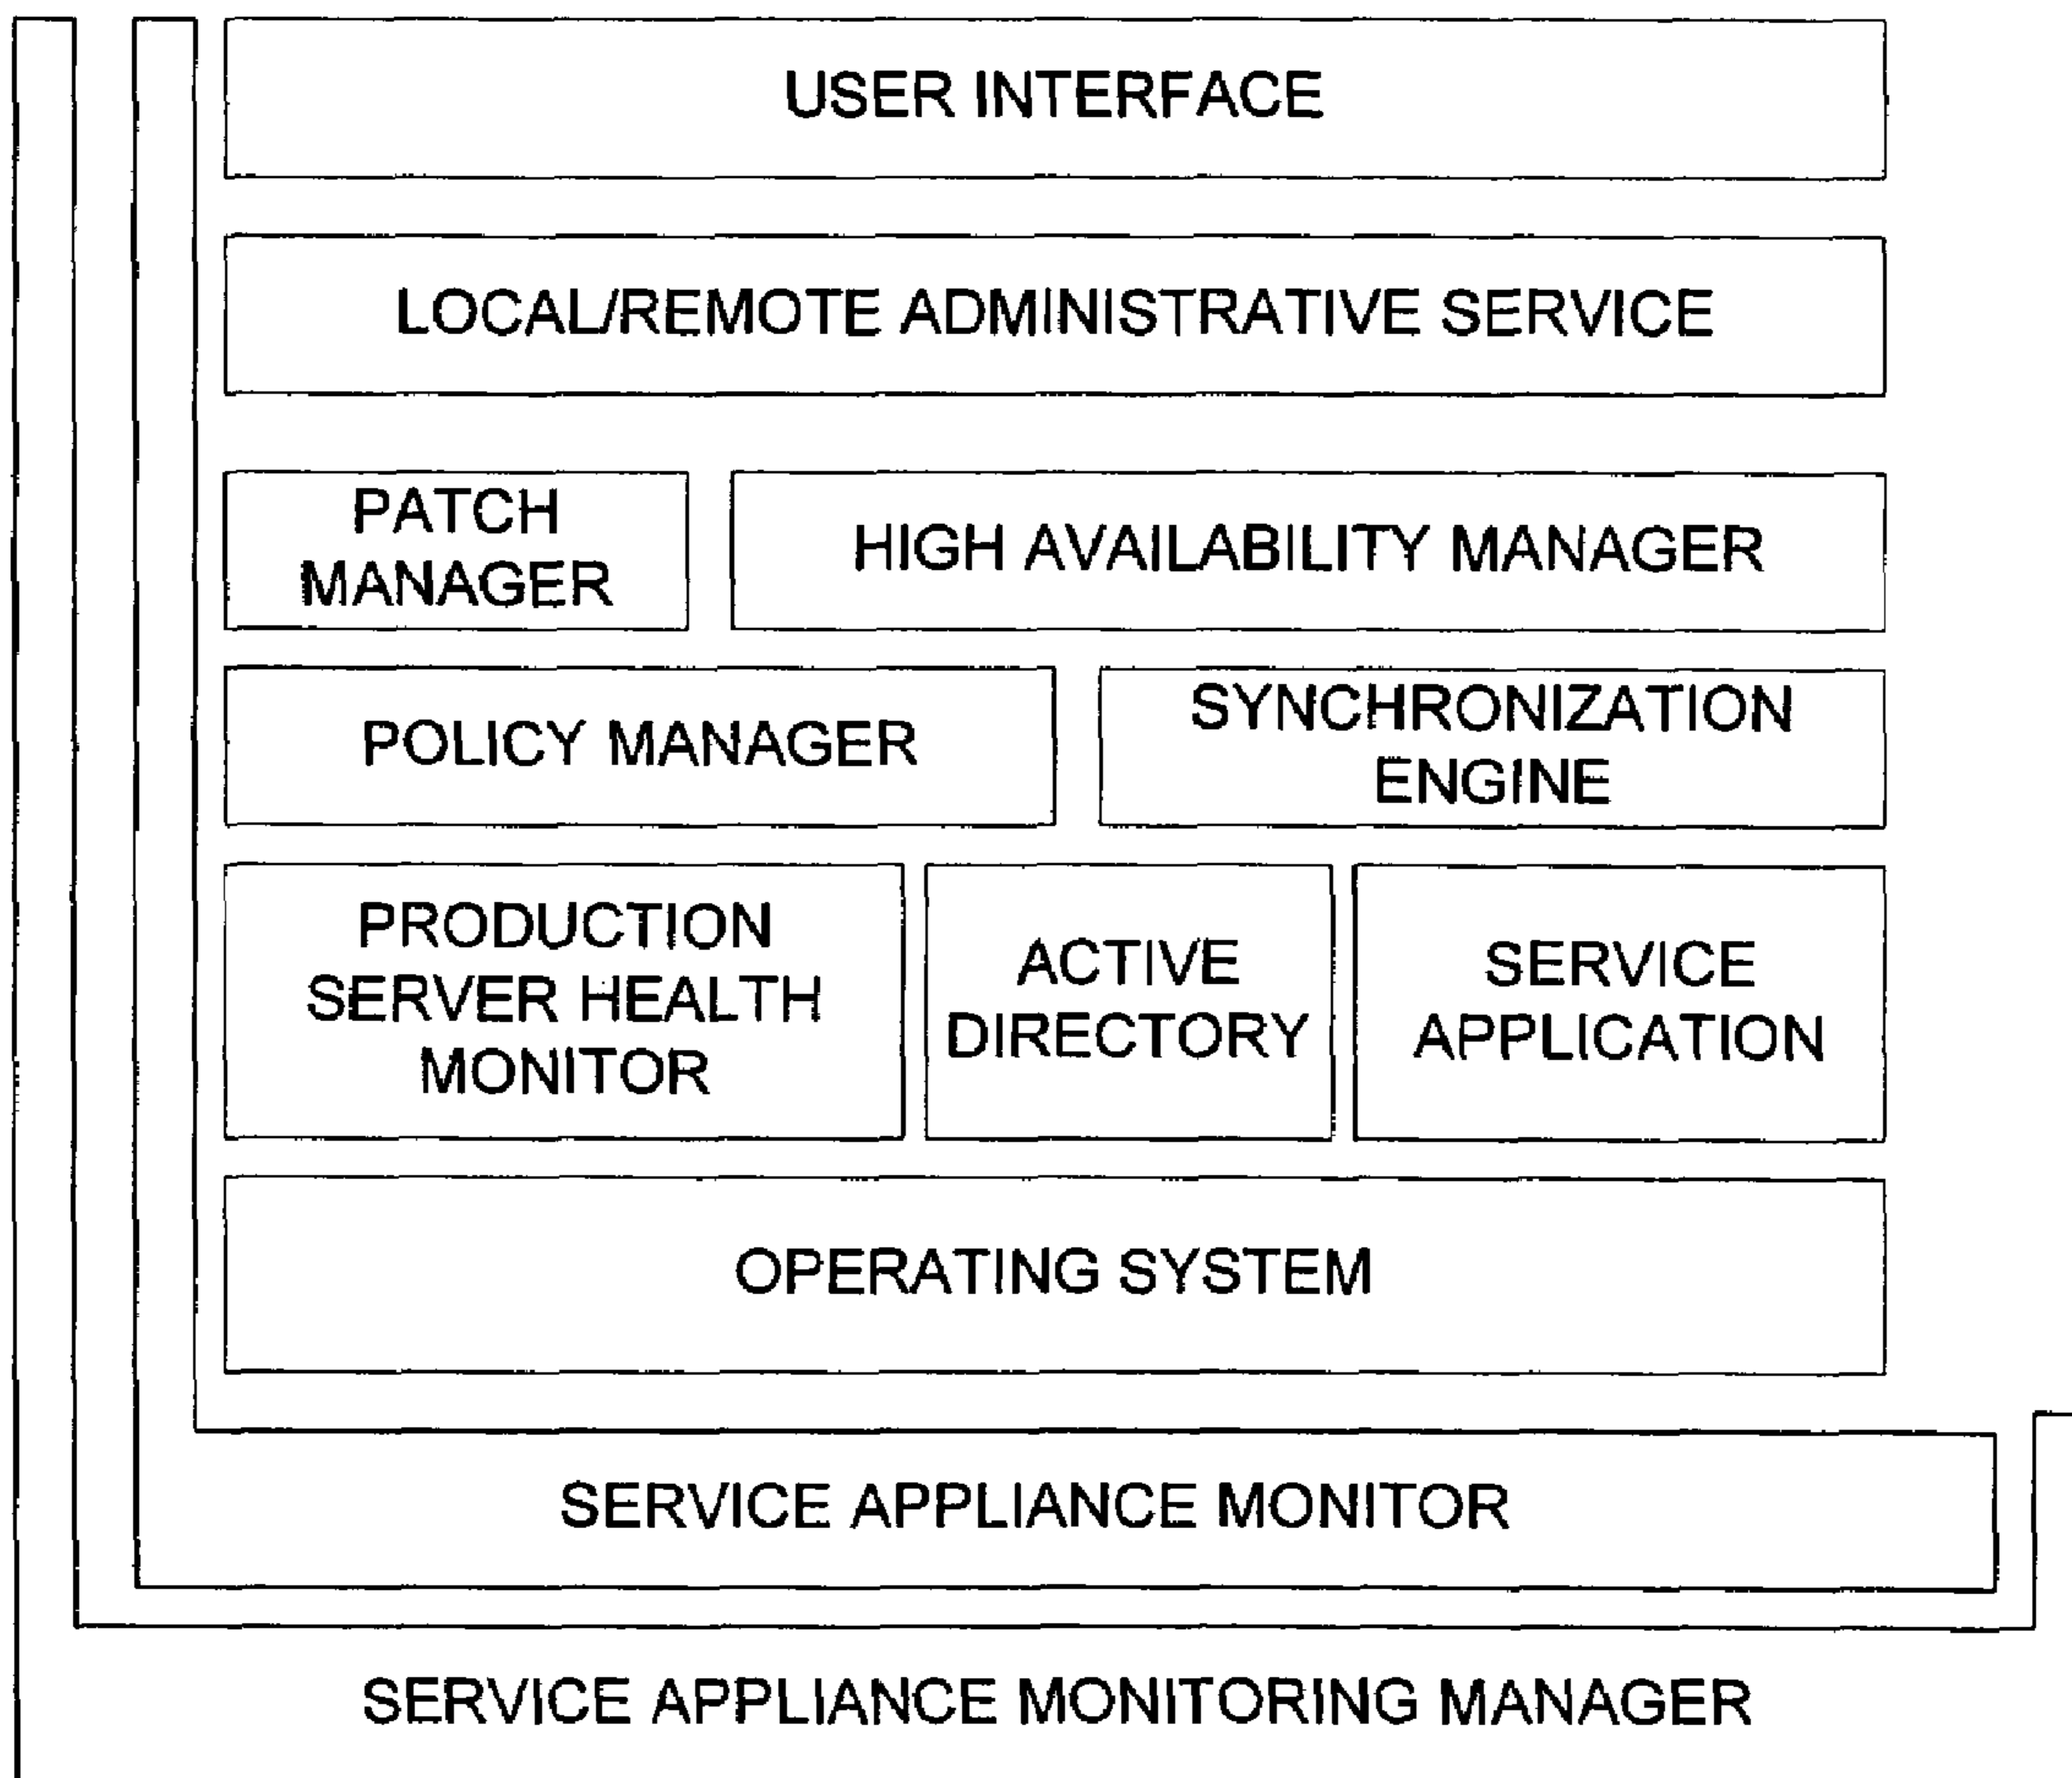 USER INTERFACE
LOCAL/REMOTE ADMINISTRATIVE SERVICE
PATCH
MANAGER
HIGH AVAILABILITY MANAGER
POLICY MANAGER
SYNCHRONIZATION
ENGINE
PRODUCTION
SERVER HEALTH
MONITOR
ACTIVE
DIRECTORY
SERVICE
APPLICATION
OPERATING SYSTEM
SERVICE APPLIANCE MONITOR
SERVICE APPLIANCE MONITORING MANAGER